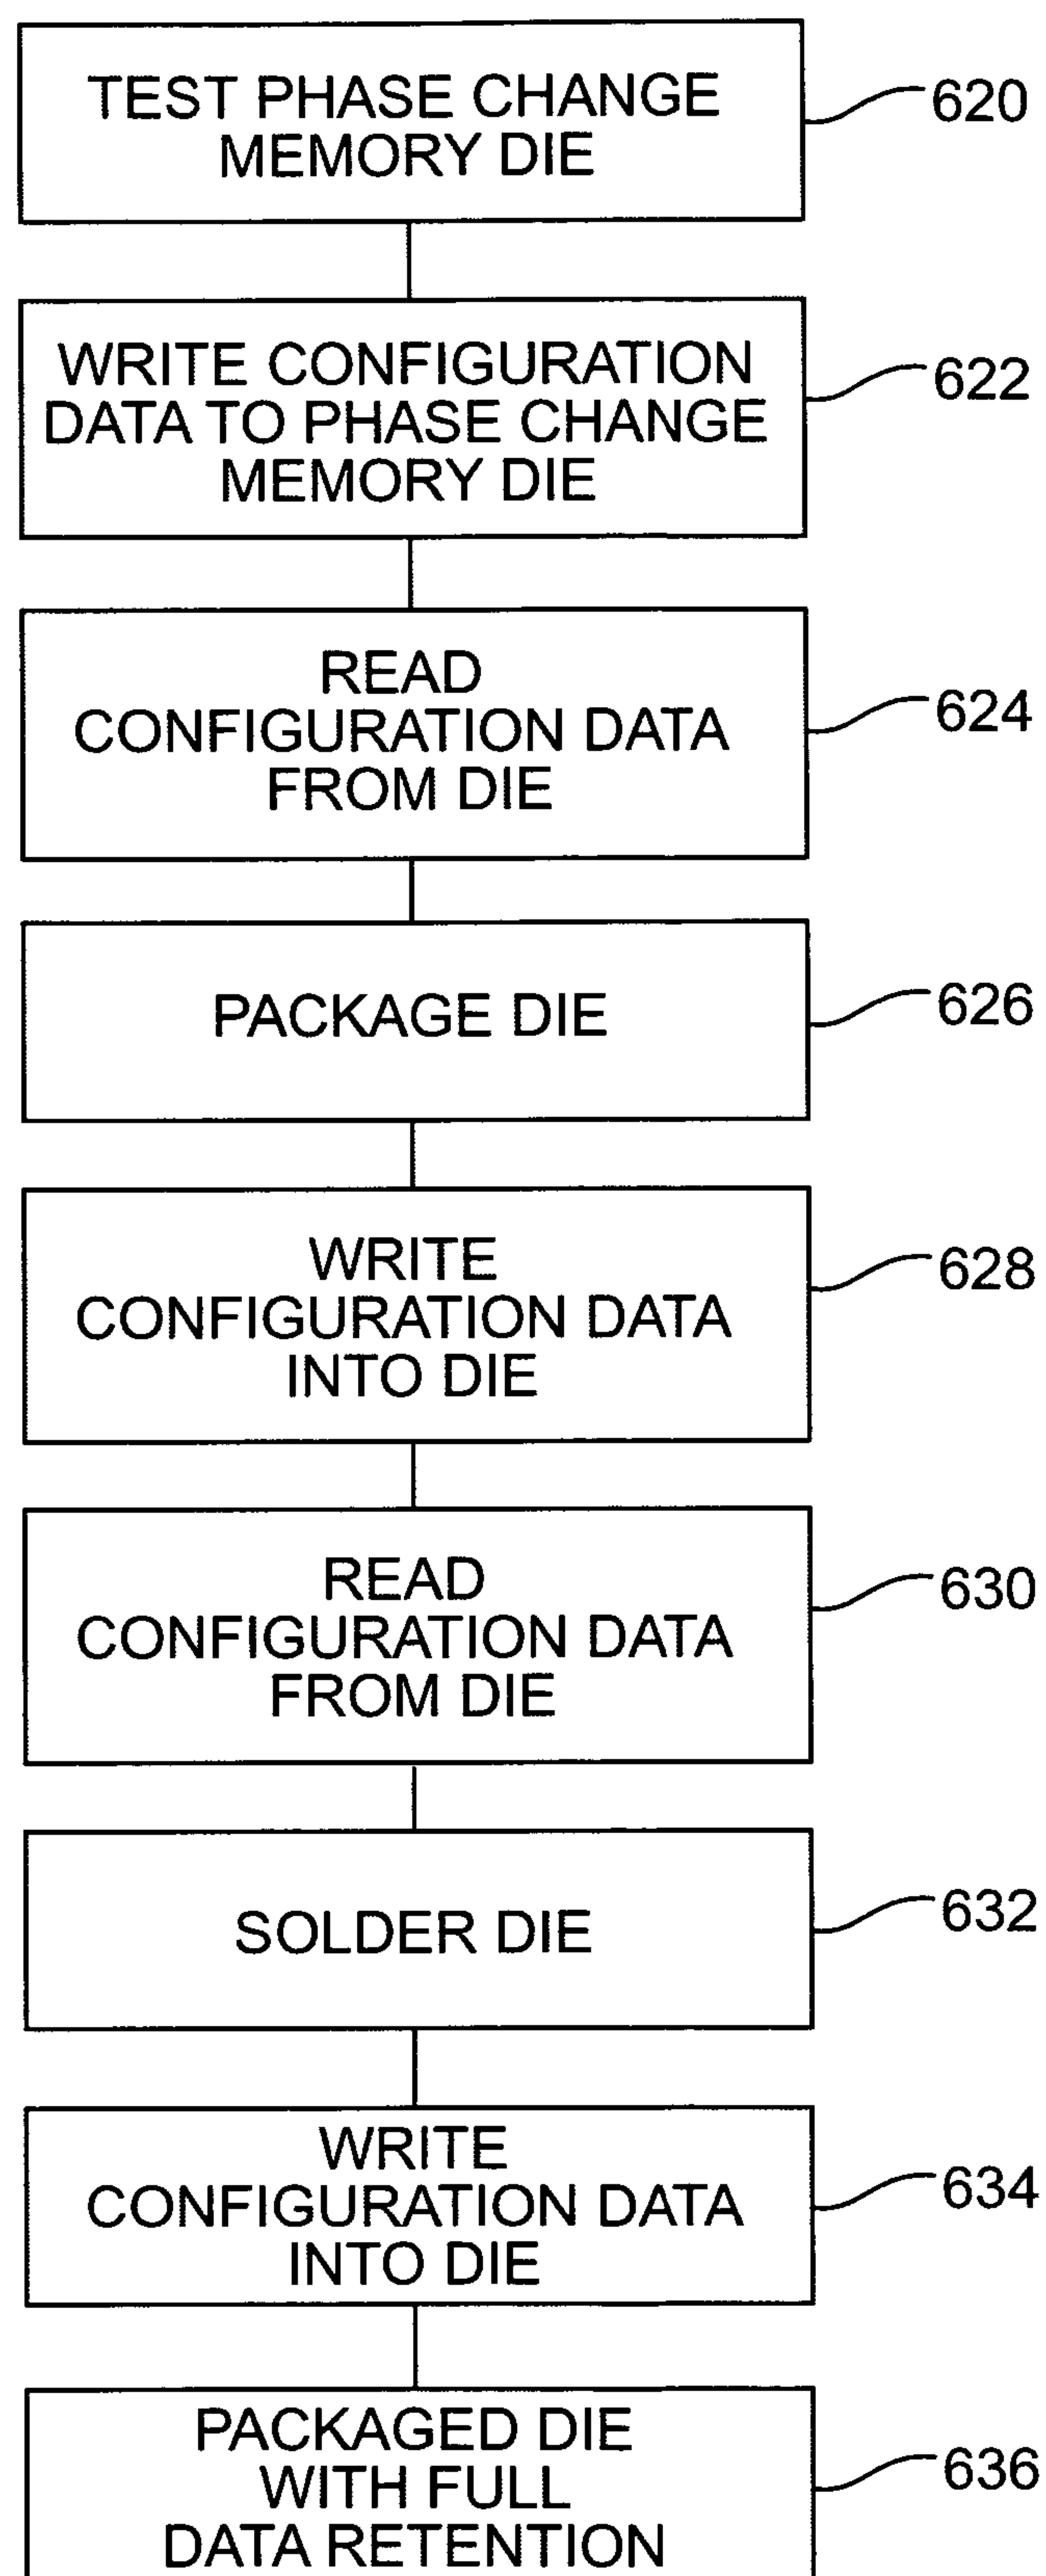 TEST PHASE CHANGE
MEMORY DIE
620
WRITE CONFIGURATION
DATA TO PHASE CHANGE
MEMORY DIE
622
READ
CONFIGURATION DATA
FROM DIE
624
PACKAGE DIE
626
WRITE
CONFIGURATION DATA
INTO DIE
628
READ
CONFIGURATION DATA
FROM DIE
630
SOLDER DIE
632
WRITE
CONFIGURATION DATA
INTO DIE
634
PACKAGED DIE
WITH FULL
DATA RETENTION
636